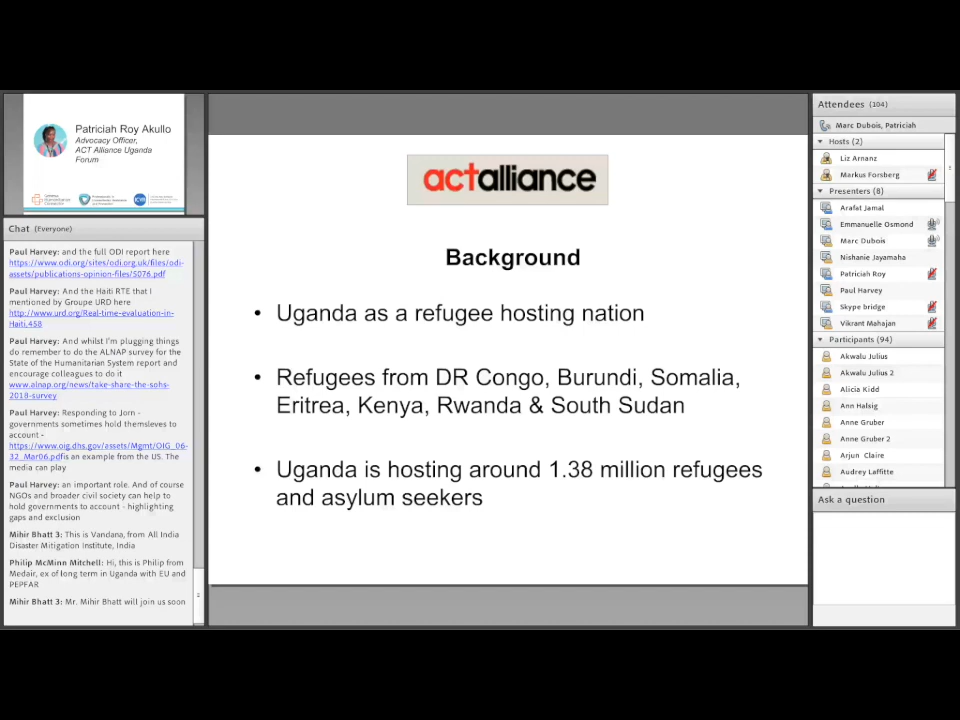 Patriciah Roy Akullo
Advocacy Officer,
ACT Alliance Uganda
Forum
Chat (Everyone)
Paul Harvey: and the full ODI report here
https://www.odi.org/sites/odi.org.uk/files/odi-
assets/publications-opinion-files/5076.pdf
Paul Harvey: And the Haiti RTE that I
mentioned by Groupe URD here
http://www.urd.org/Real-time-evaluation-in-
Haiti,458
Paul Harvey: And whilst I'm plugging things
do remember to do the ALNAP survey for the
State of the Humanitarian System report and
encourage colleagues to do it
www.alnap.org/news/take-share-the-sohs-
2018-survey
Paul Harvey: Responding to Jorn -
governments sometimes hold themsleves to
account -
https://www.oig.dhs.gov/assets/Mgmt/OIG_06-
32_Mar06.pdfis an example from the US. The
media can play
Paul Harvey: an important role. And of course
NGOs and broader civil society can help to
hold governments to account - highlighting
gaps and exclusion
Mihir Bhatt 3: This is Vandana, from All India
Disaster Mitigation Institute, India
Philip McMinn Mitchell: Hi, this is Philip from
Medair, ex of long term in Uganda with EU and
PEPFAR
Mihir Bhatt 3: Mr. Mihir Bhatt will join us soon
actalliance
Background
• Uganda as a refugee hosting nation
• Refugees from DR Congo, Burundi, Somalia,
Eritrea, Kenya, Rwanda & South Sudan
• Uganda is hosting around 1.38 million refugees
and asylum seekers
Attendees (104)
Marc Dubois, Patriciah
Hosts (2)
Liz Arnanz
Markus Forsberg
Presenters (8)
Arafat Jamal
Emmanuelle Osmond
Marc Dubois
Nishanie Jayamaha
Patriciah Roy
Paul Harvey
Skype bridge
Vikrant Mahajan
Participants (94)
Akwalu Julius
Akwalu Julius 2
Alicia Kidd
Ann Halsig
Anne Gruber
Anne Gruber 2
Arjun Claire
Audrey Laffitte
Ask a question